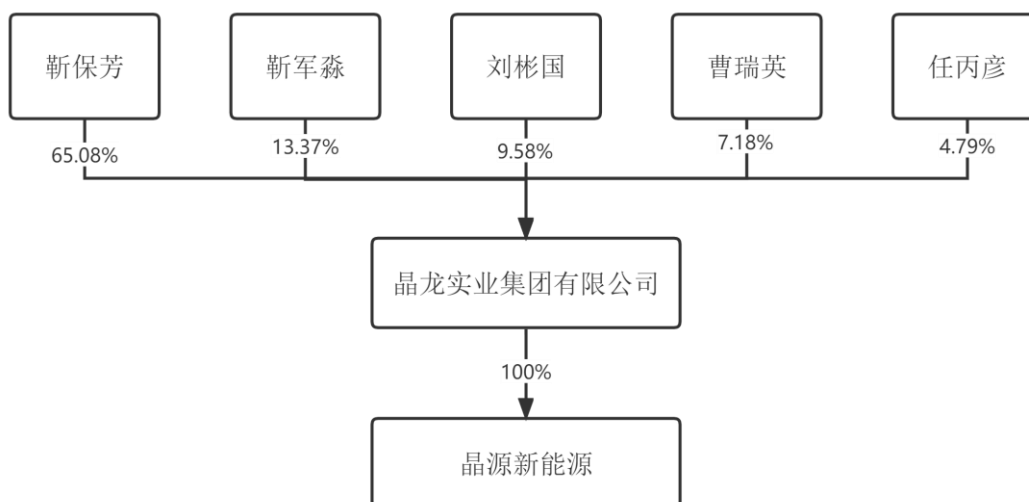 靳保芳
靳军淼
刘彬国
曹瑞英
任丙彦
65.08%
13.37%
9.58%
7.18%
4.79%
晶龙实业集团有限公司
100%
晶源新能源